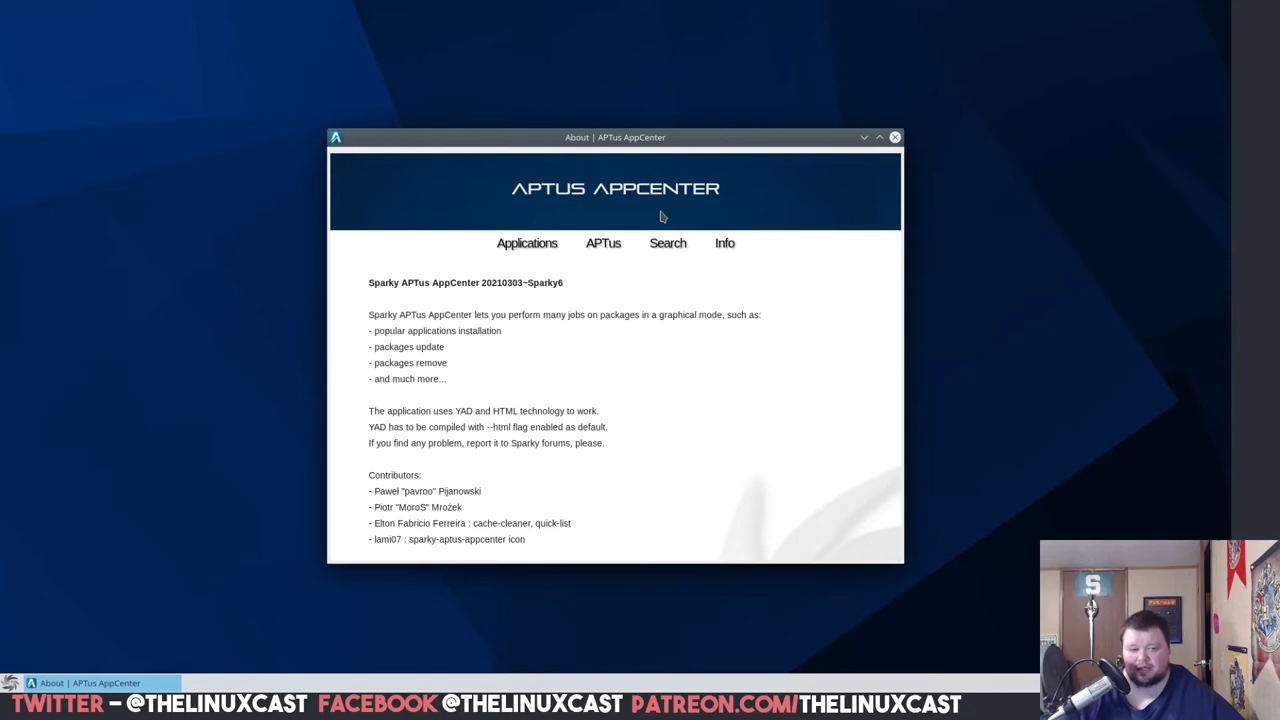 About | APTus AppCenter
APTUS APPCENTER
Applications APTus Search Info
Sparky APTus AppCenter 20210303~Sparky6
Sparky APTus AppCenter lets you perform many jobs on packages in a graphical mode, such as:
- popular applications installation
- packages update
- packages remove
- and much more...
The application uses YAD and HTML technology to work.
YAD has to be compiled with --html flag enabled as default.
If you find any problem, report it to Sparky forums, please.
Contributors:
- Paweł "pavroo" Pijanowski
- Piotr "MoroS" Mrożek
- Elton Fabricio Ferreira : cache-cleaner, quick-list
- lami07 : sparky-aptus-appcenter icon
S
About | APTus AppCenter
TWITTER – @THELINUXCAST FACEBOOK @THELINUXCAST PATREON.COM/THELINUXCAST